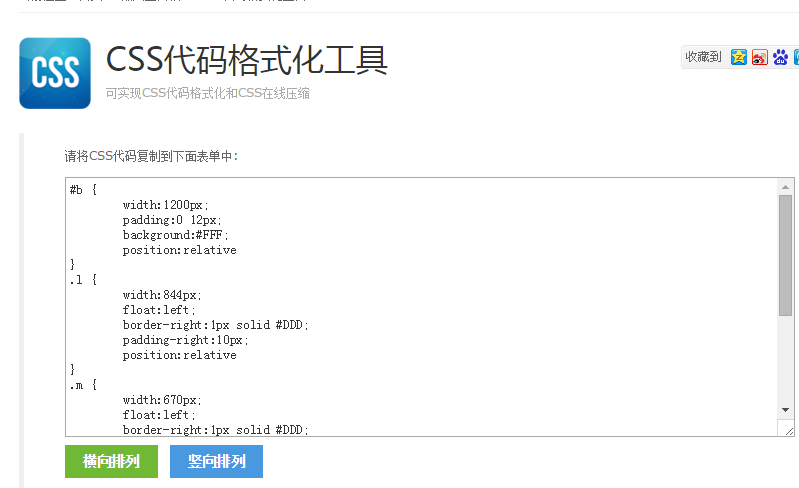 CSS
CSS代码格式化工具
收藏到
可实现CSS代码格式化和CSS在线压缩
请将CSS代码复制到下面表单中:
#b {
width:1200px;
padding:0 12px;
background:#FFF;
position:relative
}
.l {
width:844px;
float:left;
border-right:1px solid #DDD;
padding-right:10px;
position:relative
}
.m {
width:670px;
float:left;
border-right:1px solid #DDD;
横向排列
竖向排列